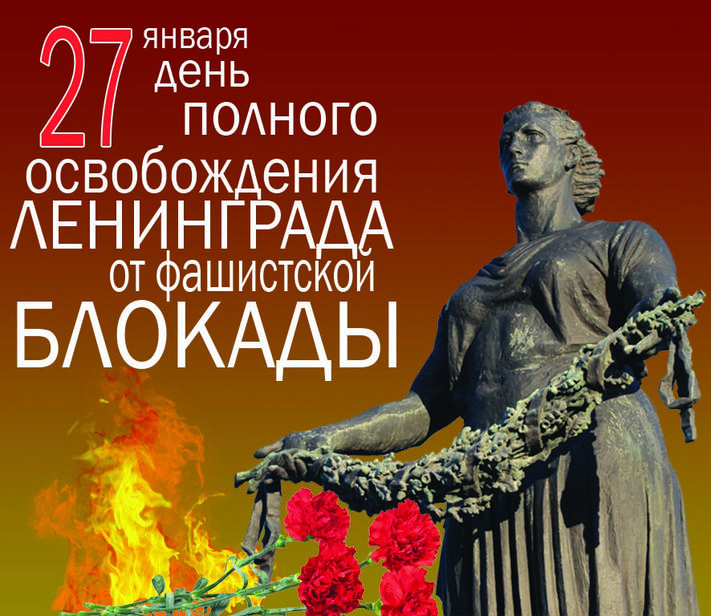 27 января
день
полного
освобождения
ЛЕНИНГРАДА
от фашистской
БЛОКАДЫ